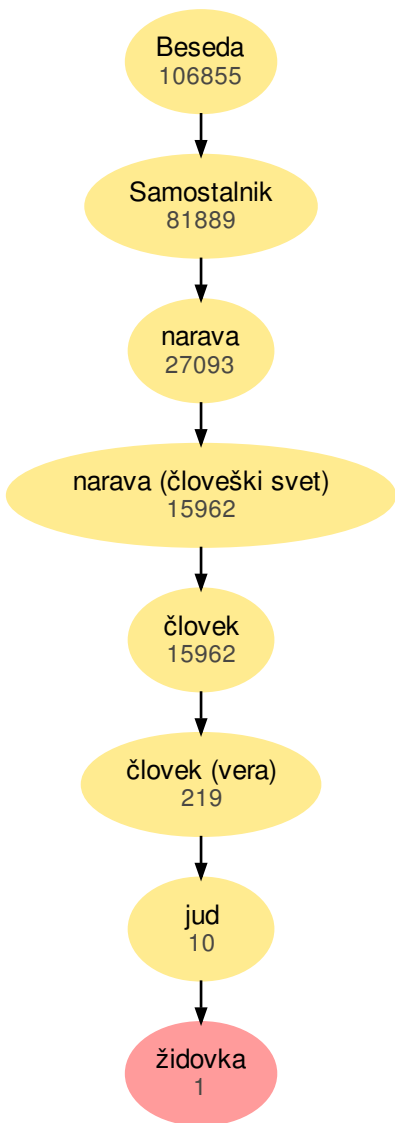 Beseda
106855
Samostalnik
81889
narava
27093
narava (človeški svet)
15962
človek
15962
človek (vera)
219
jud
10
židovka
1